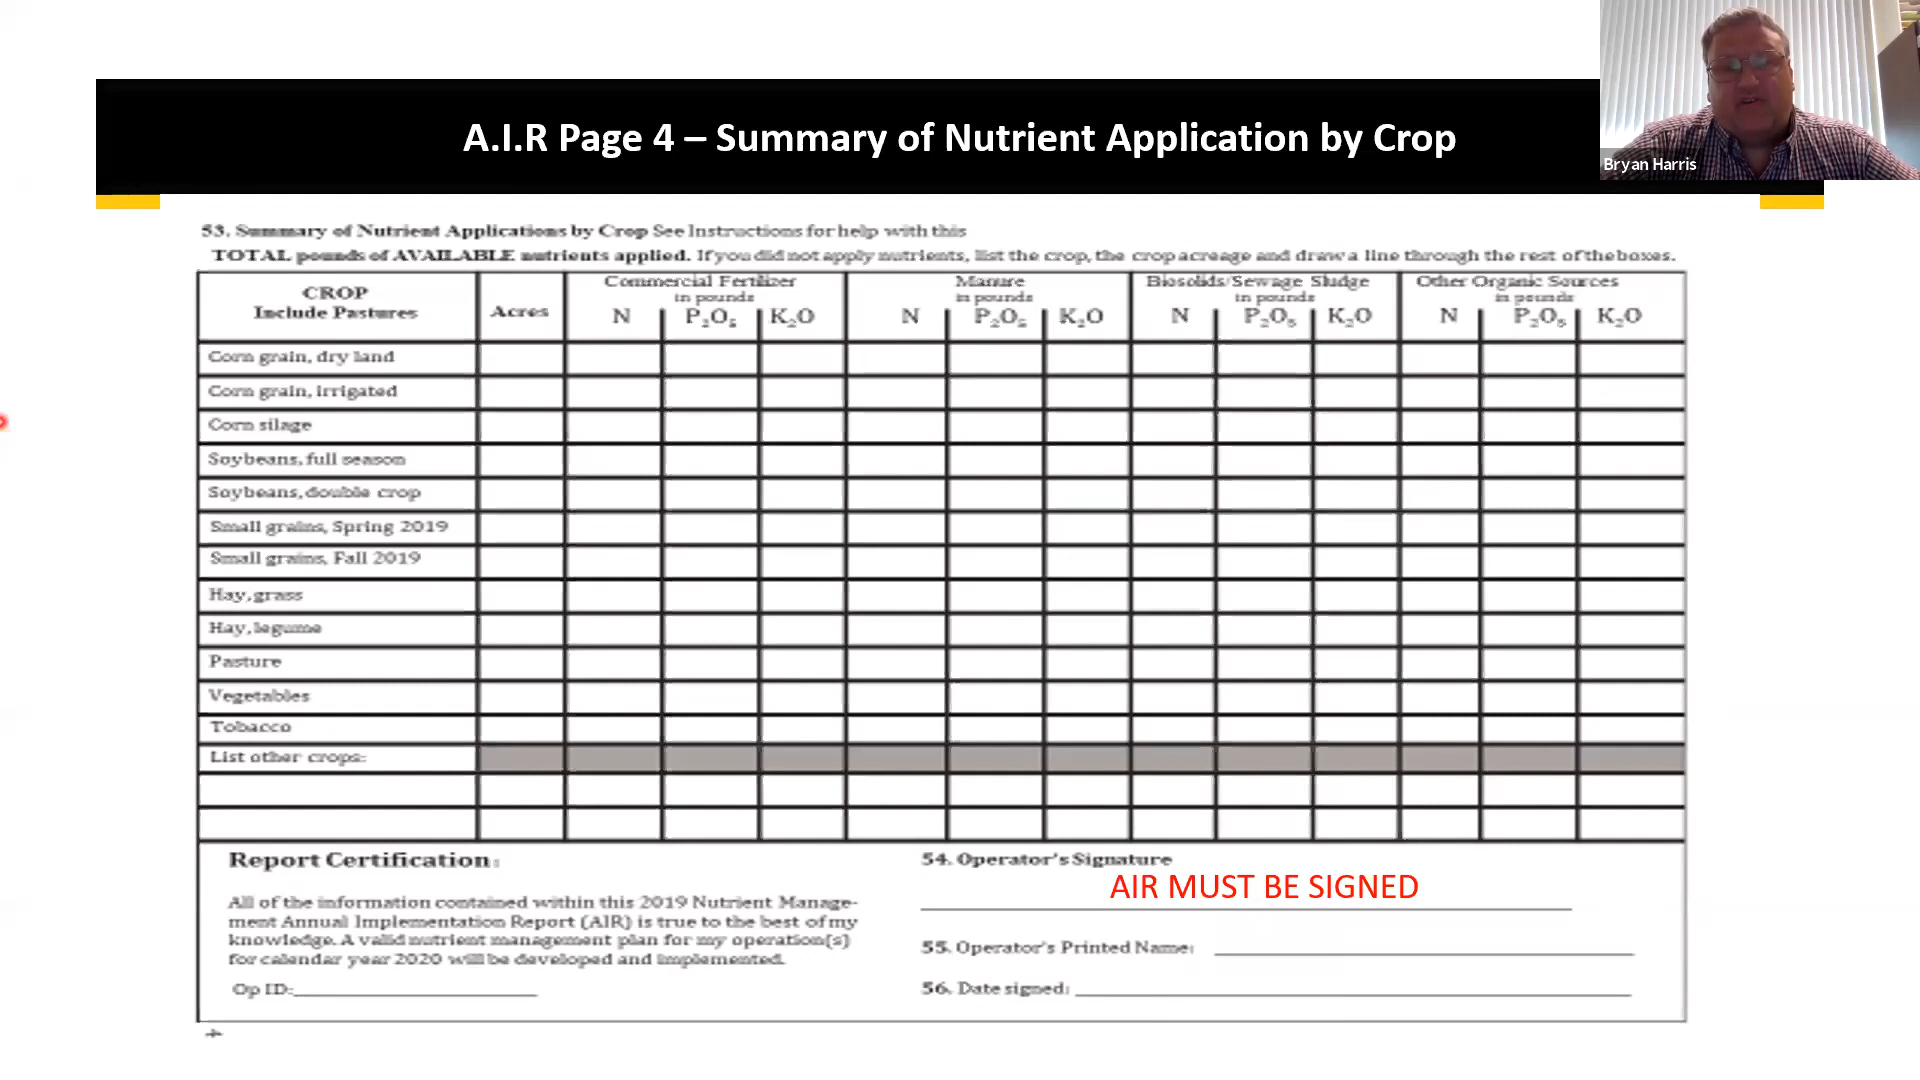 A.I.R Page 4 – Summary of Nutrient Application by Crop
Bryan Harris
53. Summary of Nutrient Applications by Crop See Instructions for help with this
TOTAL pounds of AVAILABLE nutrients applied. If you did not apply nutrients, list the crop, the crop acreage and draw a line through the rest of the boxes.
CROP
Include Pastures
Acres
Commercial Fertilizer
in pounds
N P₂O₅ K₂O
Manure
in pounds
N P₂O₅ K₂O
Biosolids/Sewage Sludge
in pounds
N P₂O₅ K₂O
Other Organic Sources
in pounds
N P₂O₅ K₂O
Corn grain, dry land
Corn grain, irrigated
Corn silage
Soybeans, full season
Soybeans, double crop
Small grains, Spring 2019
Small grains, Fall 2019
Hay, grass
Hay, legume
Pasture
Vegetables
Tobacco
List other crops:
Report Certification:
All of the information contained within this 2019 Nutrient Manage-
ment Annual Implementation Report (AIR) is true to the best of my
knowledge. A valid nutrient management plan for my operation(s)
for calendar year 2020 will be developed and implemented.
Op ID:
54. Operator's Signature
AIR MUST BE SIGNED
55. Operator's Printed Name:
56. Date signed: